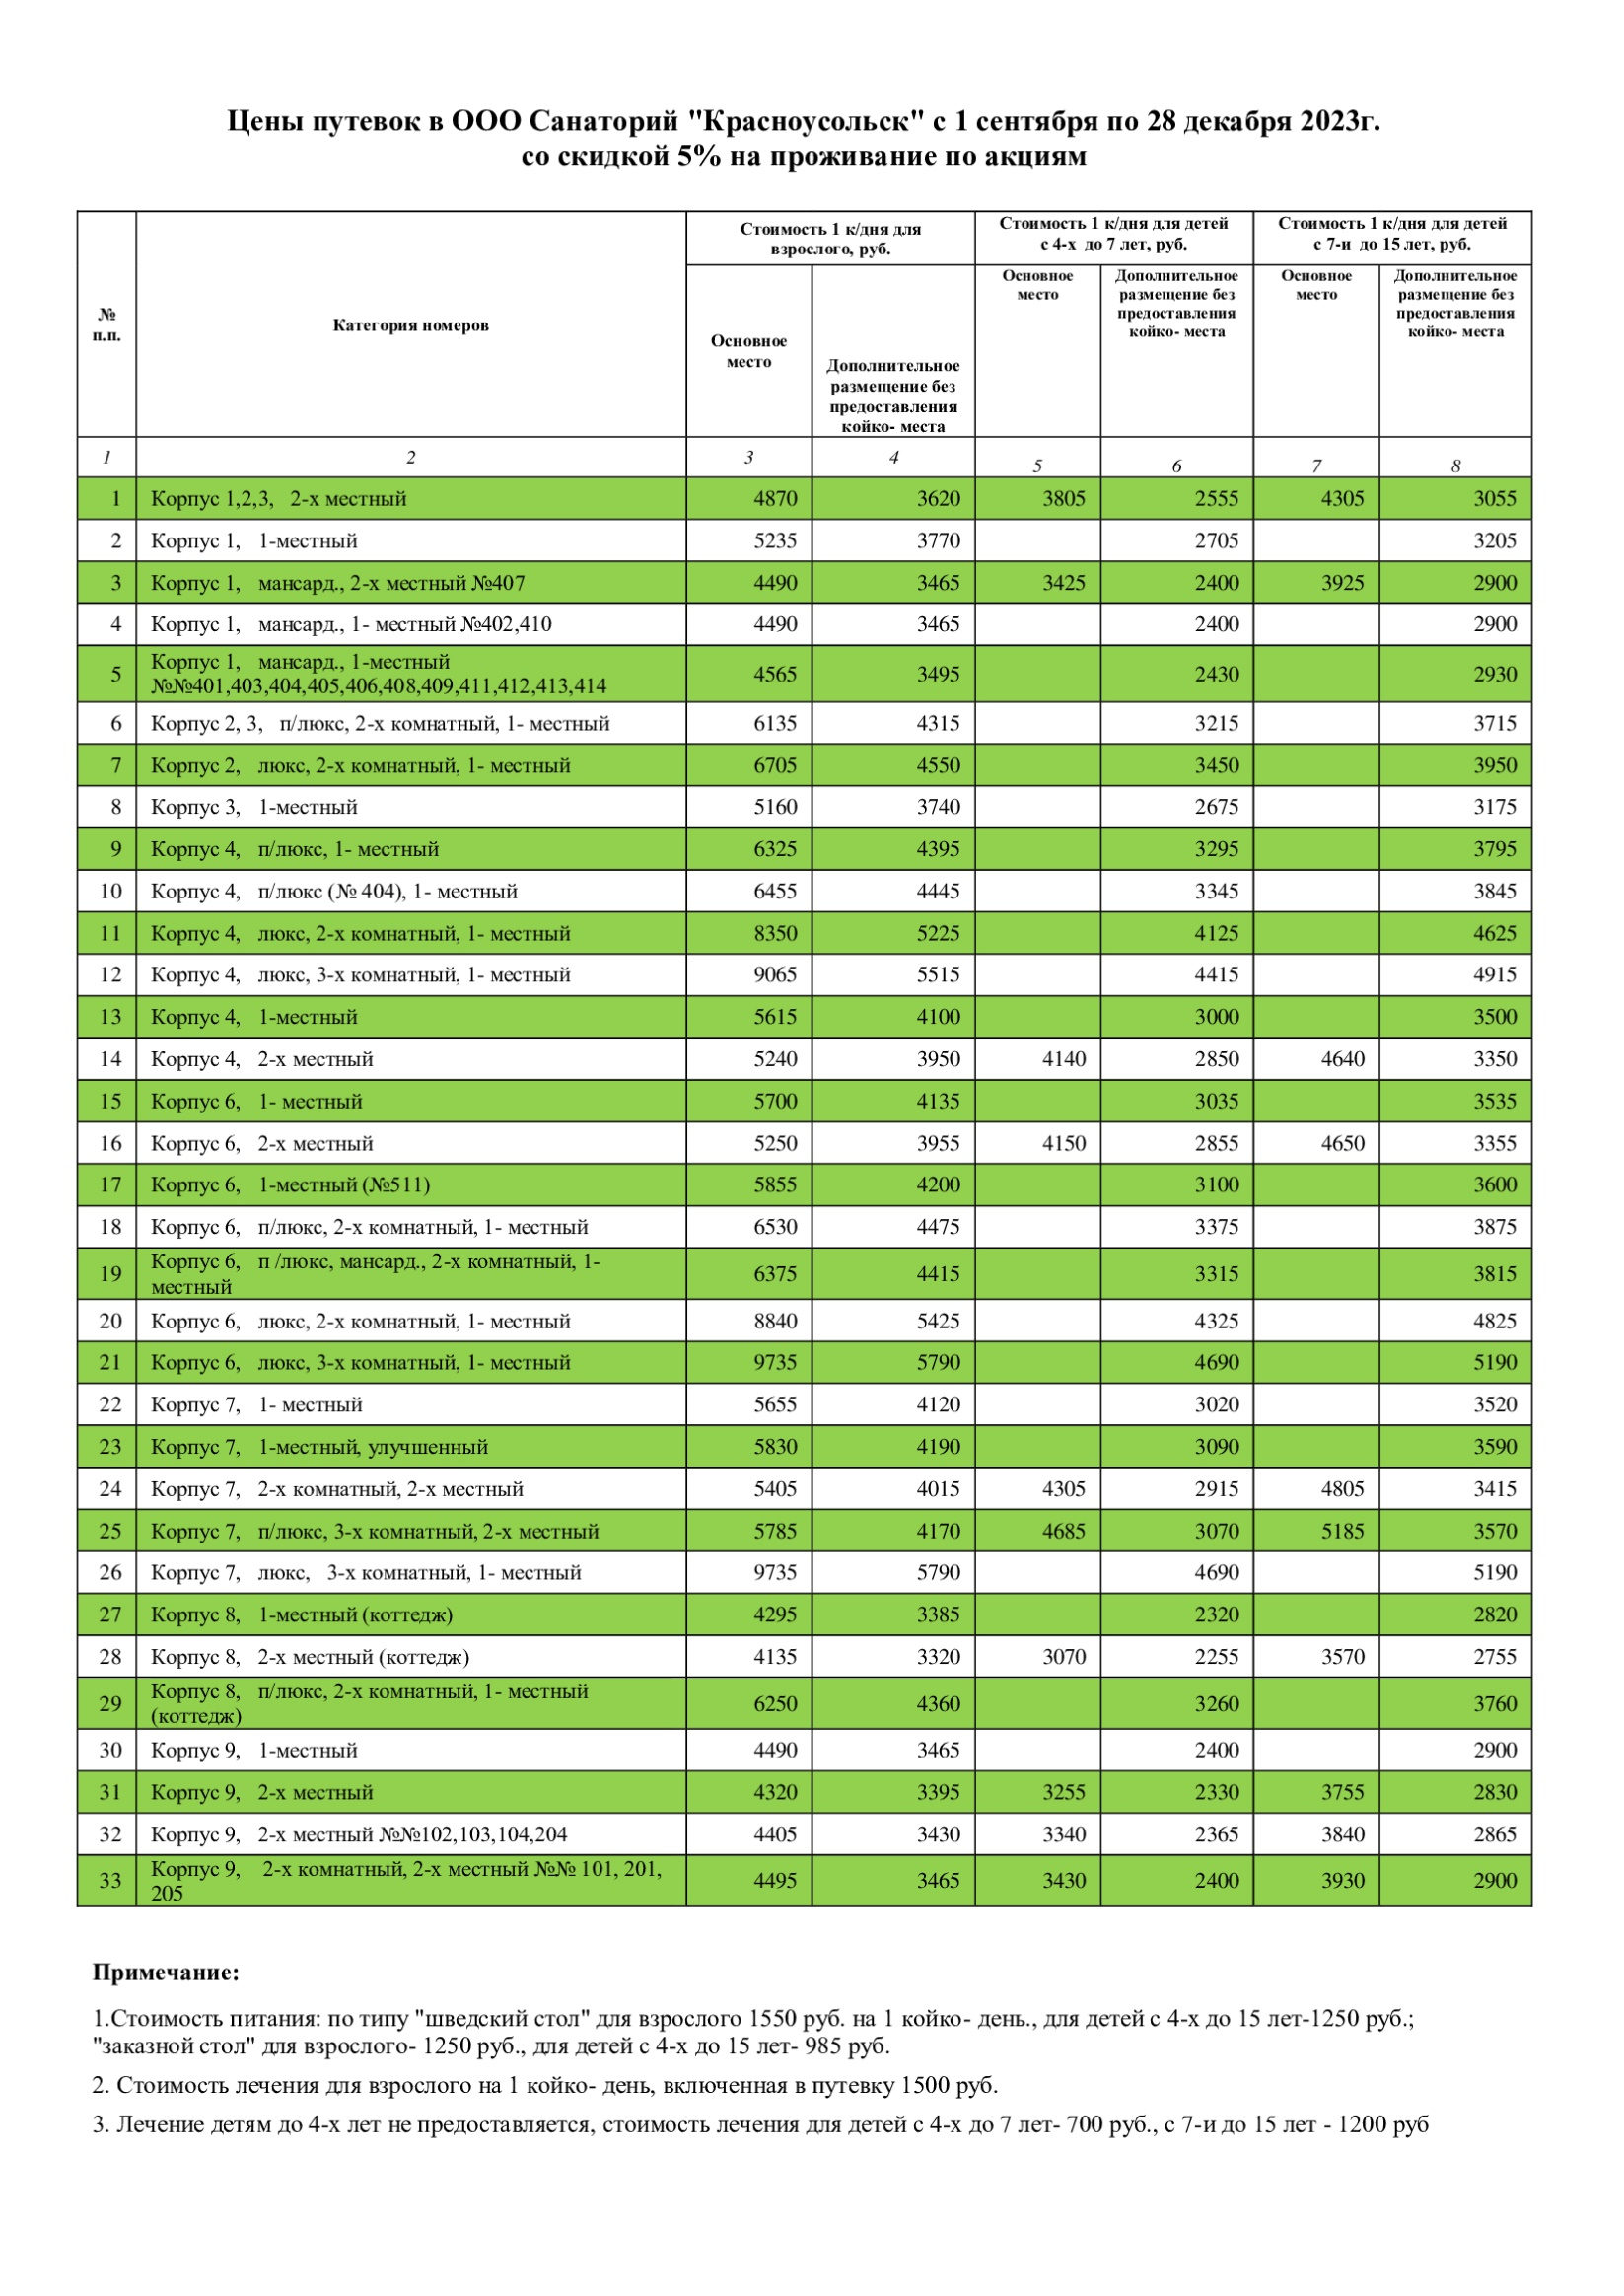 Цены путевок в ООО Санаторий "Красноусольск" с 1 сентября по 28 декабря 2023г.
со скидкой 5% на проживание по акциям
№ п.п.
Категория номеров
Стоимость 1 к/дня для взрослого, руб.
Стоимость 1 к/дня для детей с 4-х до 7 лет, руб.
Стоимость 1 к/дня для детей с 7-и до 15 лет, руб.
Основное место
Дополнительное размещение без предоставления койко- места
Основное место
Дополнительное размещение без предоставления койко- места
Основное место
Дополнительное размещение без предоставления койко- места
1 2 3 4 5 6 7 8
1 Корпус 1,2,3, 2-х местный 4870 3620 3805 2555 4305 3055
2 Корпус 1, 1-местный 5235 3770 2705 3205
3 Корпус 1, мансард., 2-х местный №407 4490 3465 3425 2400 3925 2900
4 Корпус 1, мансард., 1- местный №402,410 4490 3465 2400 2900
5 Корпус 1, мансард., 1-местный
№№401,403,404,405,406,408,409,411,412,413,414 4565 3495 2430 2930
6 Корпус 2, 3, п/люкс, 2-х комнатный, 1- местный 6135 4315 3215 3715
7 Корпус 2, люкс, 2-х комнатный, 1- местный 6705 4550 3450 3950
8 Корпус 3, 1-местный 5160 3740 2675 3175
9 Корпус 4, п/люкс, 1- местный 6325 4395 3295 3795
10 Корпус 4, п/люкс (№ 404), 1- местный 6455 4445 3345 3845
11 Корпус 4, люкс, 2-х комнатный, 1- местный 8350 5225 4125 4625
12 Корпус 4, люкс, 3-х комнатный, 1- местный 9065 5515 4415 4915
13 Корпус 4, 1-местный 5615 4100 3000 3500
14 Корпус 4, 2-х местный 5240 3950 4140 2850 4640 3350
15 Корпус 6, 1- местный 5700 4135 3035 3535
16 Корпус 6, 2-х местный 5250 3955 4150 2855 4650 3355
17 Корпус 6, 1-местный (№511) 5855 4200 3100 3600
18 Корпус 6, п/люкс, 2-х комнатный, 1- местный 6530 4475 3375 3875
19 Корпус 6, п /люкс, мансард., 2-х комнатный, 1-
местный 6375 4415 3315 3815
20 Корпус 6, люкс, 2-х комнатный, 1- местный 8840 5425 4325 4825
21 Корпус 6, люкс, 3-х комнатный, 1- местный 9735 5790 4690 5190
22 Корпус 7, 1- местный 5655 4120 3020 3520
23 Корпус 7, 1-местный, улучшенный 5830 4190 3090 3590
24 Корпус 7, 2-х комнатный, 2-х местный 5405 4015 4305 2915 4805 3415
25 Корпус 7, п/люкс, 3-х комнатный, 2-х местный 5785 4170 4685 3070 5185 3570
26 Корпус 7, люкс, 3-х комнатный, 1- местный 9735 5790 4690 5190
27 Корпус 8, 1-местный (коттедж) 4295 3385 2320 2820
28 Корпус 8, 2-х местный (коттедж) 4135 3320 3070 2255 3570 2755
29 Корпус 8, п/люкс, 2-х комнатный, 1- местный
(коттедж) 6250 4360 3260 3760
30 Корпус 9, 1-местный 4490 3465 2400 2900
31 Корпус 9, 2-х местный 4320 3395 3255 2330 3755 2830
32 Корпус 9, 2-х местный №№102,103,104,204 4405 3430 3340 2365 3840 2865
33 Корпус 9, 2-х комнатный, 2-х местный №№ 101, 201,
205 4495 3465 3430 2400 3930 2900
Примечание:
1.Стоимость питания: по типу "шведский стол" для взрослого 1550 руб. на 1 койко- день., для детей с 4-х до 15 лет-1250 руб.;
"заказной стол" для взрослого- 1250 руб., для детей с 4-х до 15 лет- 985 руб.
2. Стоимость лечения для взрослого на 1 койко- день, включенная в путевку 1500 руб.
3. Лечение детям до 4-х лет не предоставляется, стоимость лечения для детей с 4-х до 7 лет- 700 руб., с 7-и до 15 лет - 1200 руб